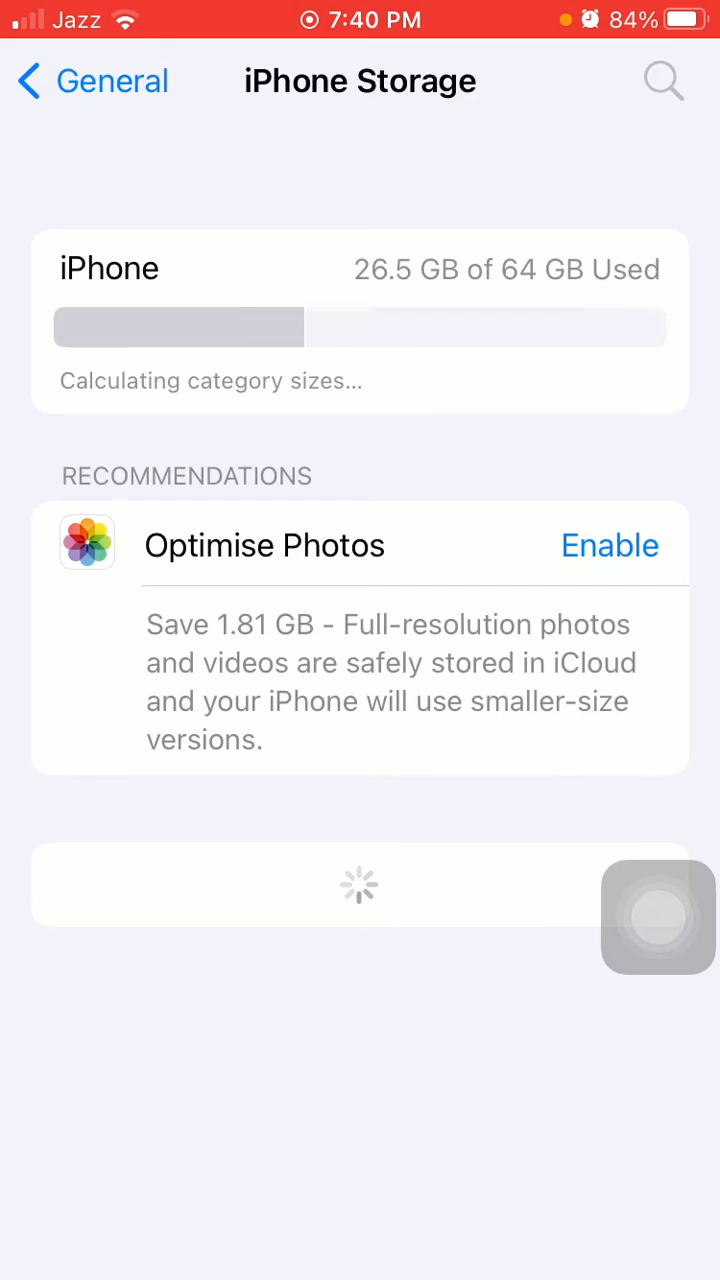 Jazz 7:40 PM 84%
General iPhone Storage
iPhone 26.5 GB of 64 GB Used
Calculating category sizes...
RECOMMENDATIONS
Optimise Photos Enable
Save 1.81 GB - Full-resolution photos
and videos are safely stored in iCloud
and your iPhone will use smaller-size
versions.